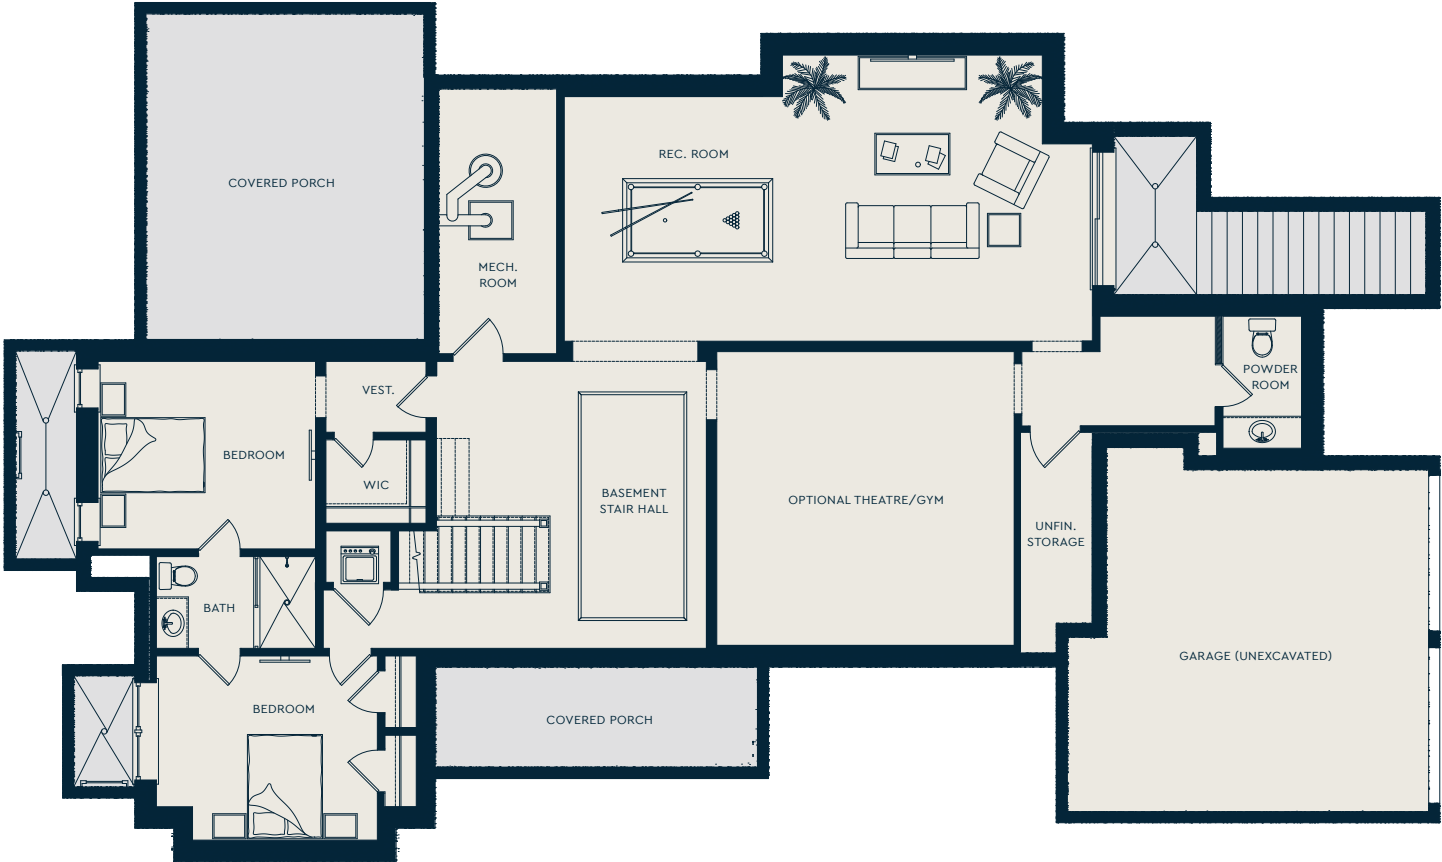 COVERED PORCH
REC. ROOM
MECH.
ROOM
VEST.
POWDER
ROOM
BEDROOM
WIC
BASEMENT
STAIR HALL
OPTIONAL THEATRE/GYM
UNFIN.
STORAGE
BATH
GARAGE (UNEXCAVATED)
BEDROOM
COVERED PORCH